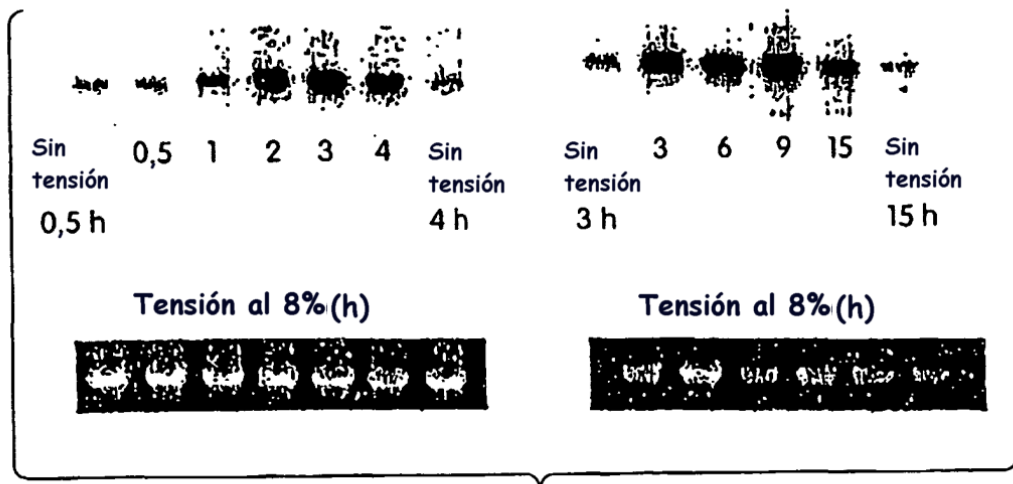 Sin tensión 0,5 h
0,5 1 2 3 4
Sin tensión 4 h
Sin tensión 3 h
3 6 9 15
Sin tensión 15 h
Tensión al 8% (h)
Tensión al 8% (h)